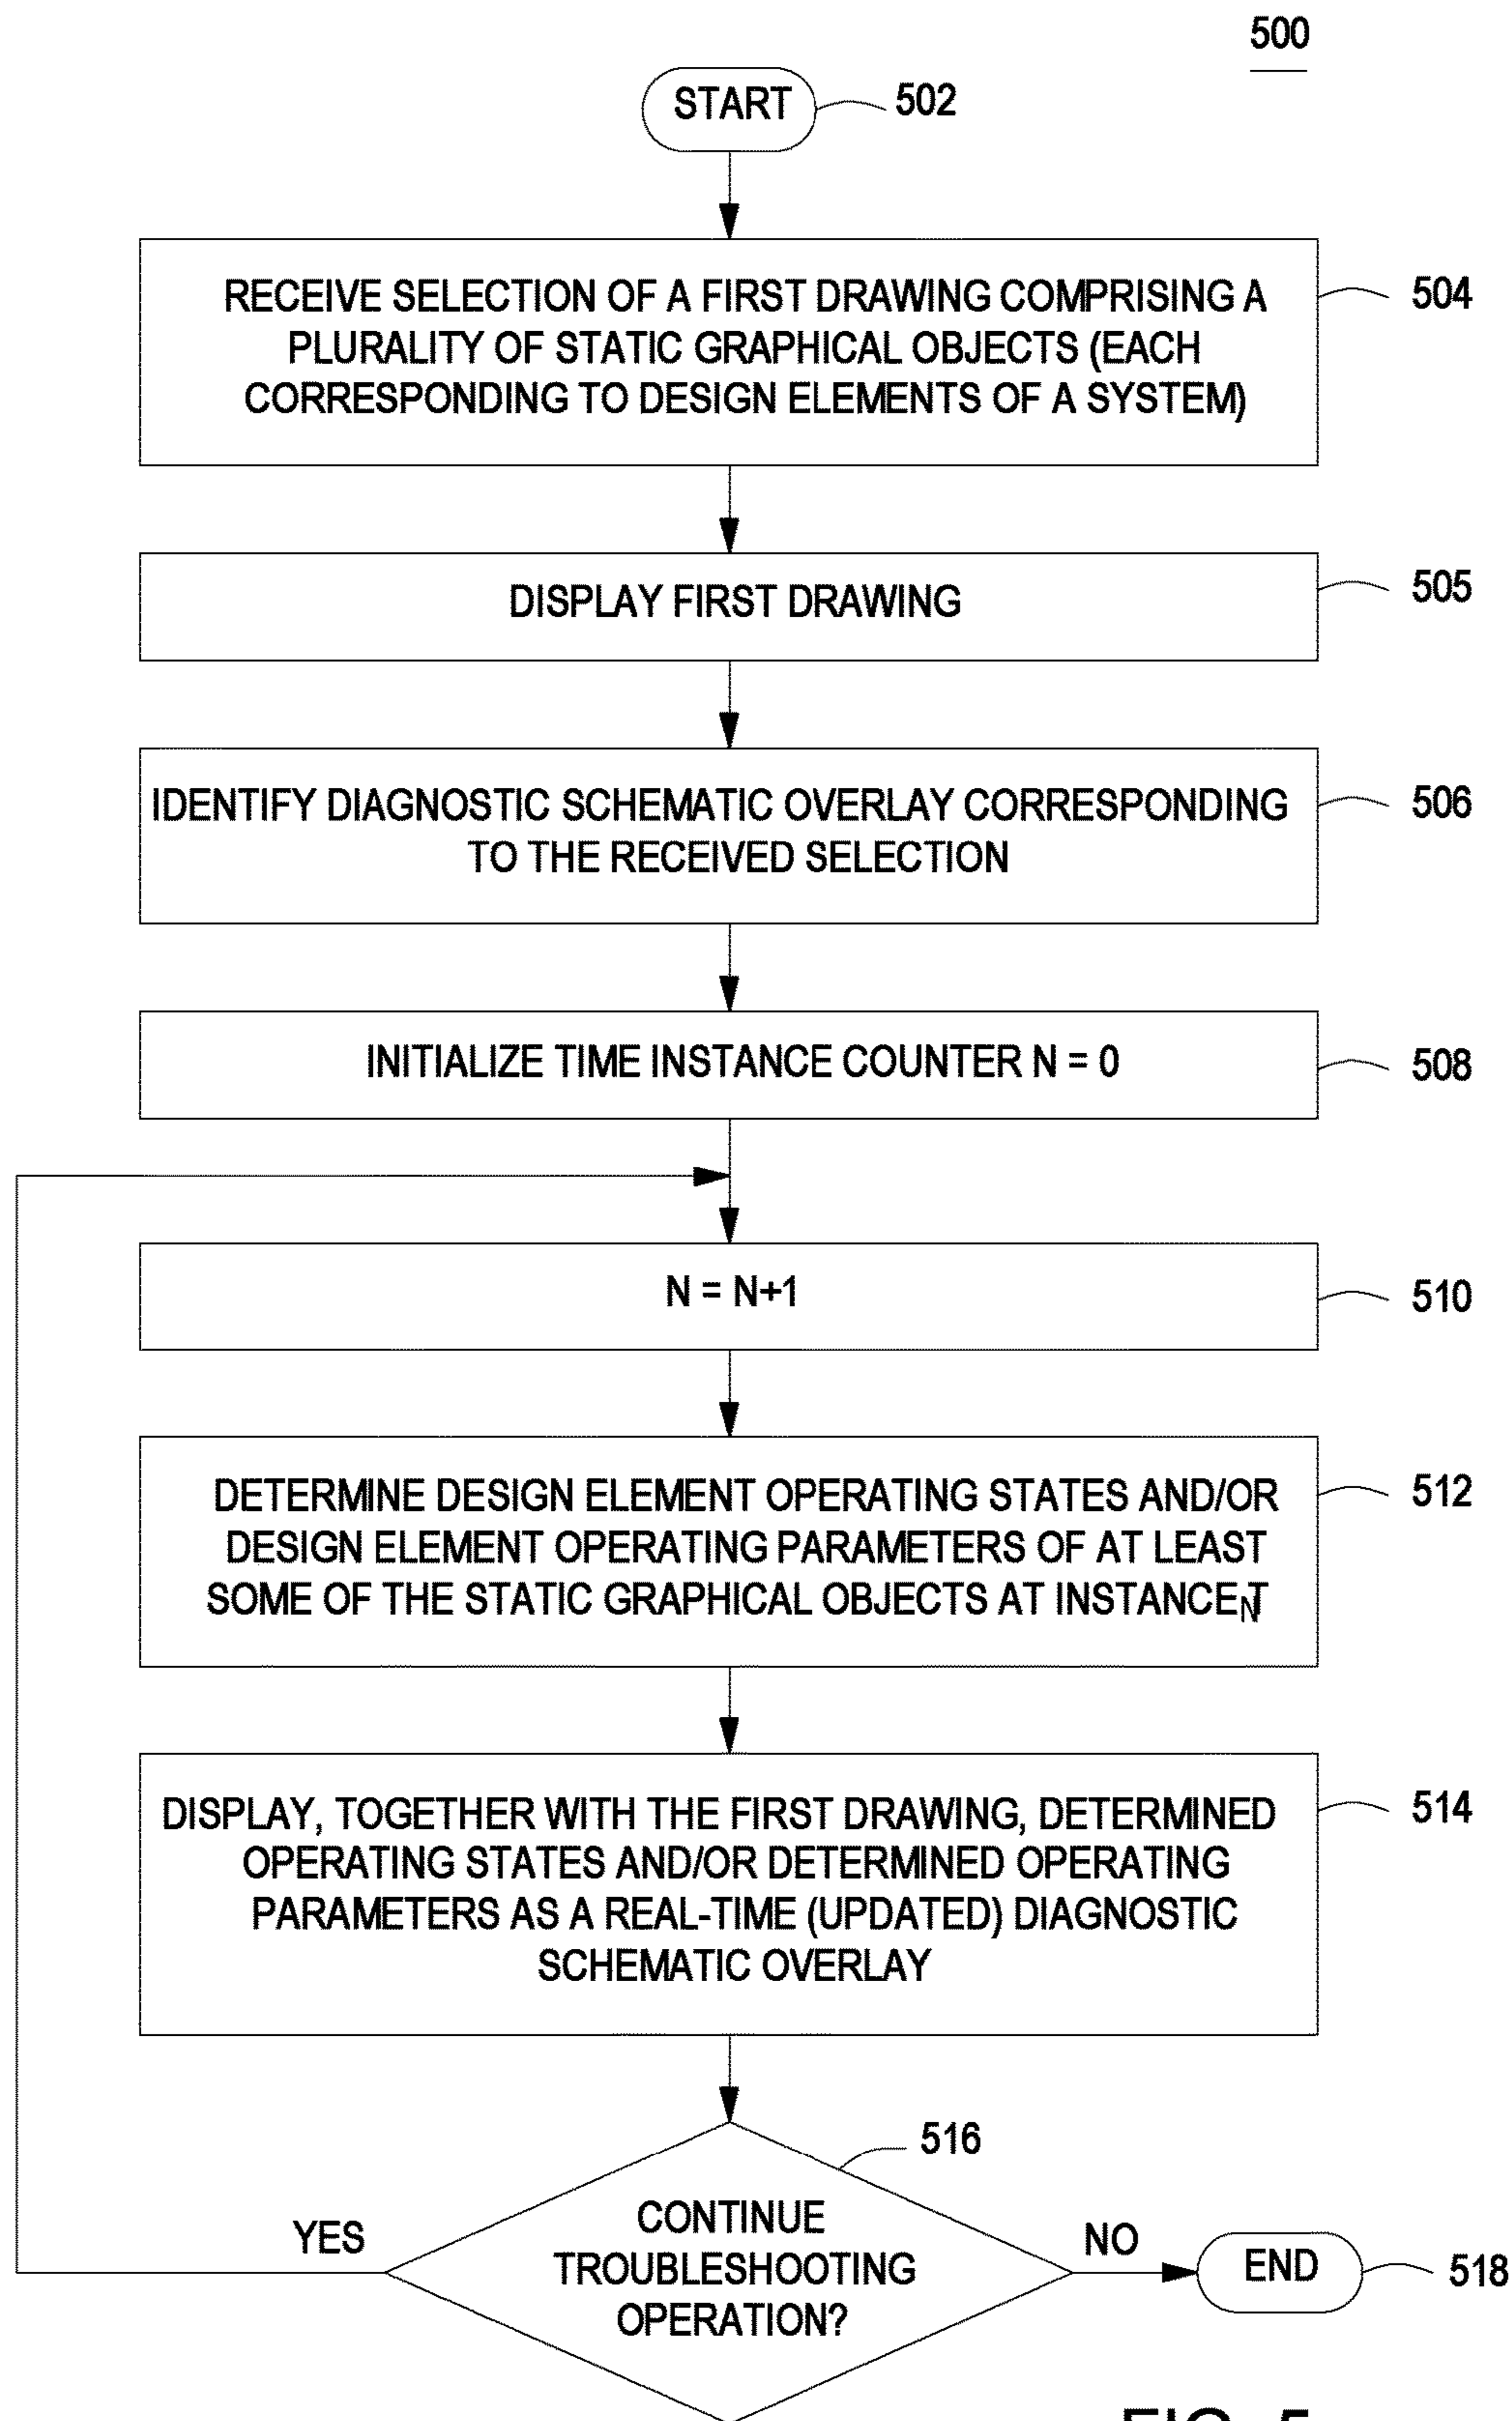 500
START
502
RECEIVE SELECTION OF A FIRST DRAWING COMPRISING A
PLURALITY OF STATIC GRAPHICAL OBJECTS (EACH
CORRESPONDING TO DESIGN ELEMENTS OF A SYSTEM)
504
DISPLAY FIRST DRAWING
505
IDENTIFY DIAGNOSTIC SCHEMATIC OVERLAY CORRESPONDING
TO THE RECEIVED SELECTION
506
INITIALIZE TIME INSTANCE COUNTER N = 0
508
N = N+1
510
DETERMINE DESIGN ELEMENT OPERATING STATES AND/OR
DESIGN ELEMENT OPERATING PARAMETERS OF AT LEAST
SOME OF THE STATIC GRAPHICAL OBJECTS AT INSTANCE NT
512
DISPLAY, TOGETHER WITH THE FIRST DRAWING, DETERMINED
OPERATING STATES AND/OR DETERMINED OPERATING
PARAMETERS AS A REAL-TIME (UPDATED) DIAGNOSTIC
SCHEMATIC OVERLAY
514
516
CONTINUE
TROUBLESHOOTING
OPERATION?
YES
NO
END
518
FIG. 5